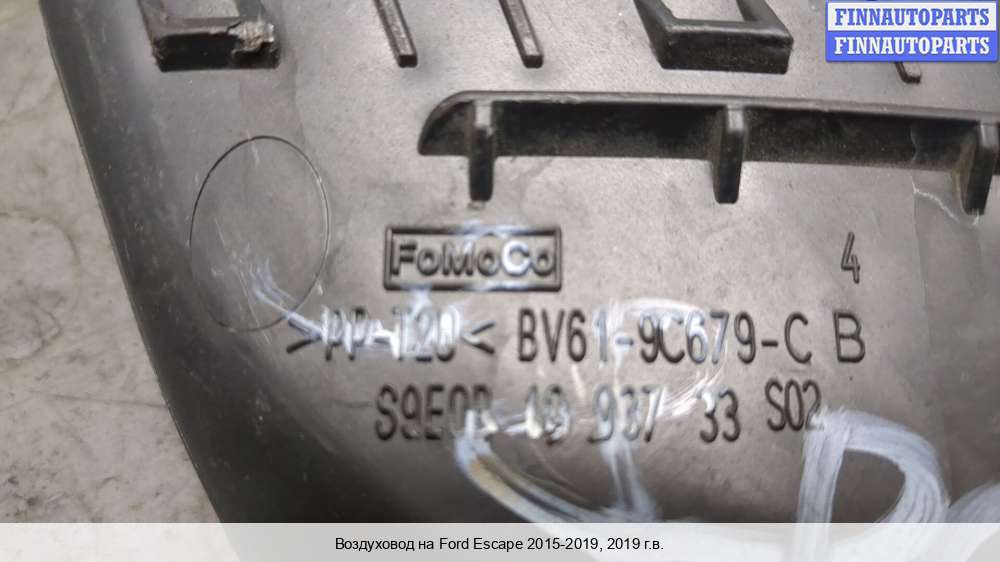 FINNAUTOPARTS
FINNAUTOPARTS
FoMoCo
4
>PP-T20< BV61-9C679-C B
33 S02
Воздуховод на Ford Escape 2015-2019, 2019 г.в.